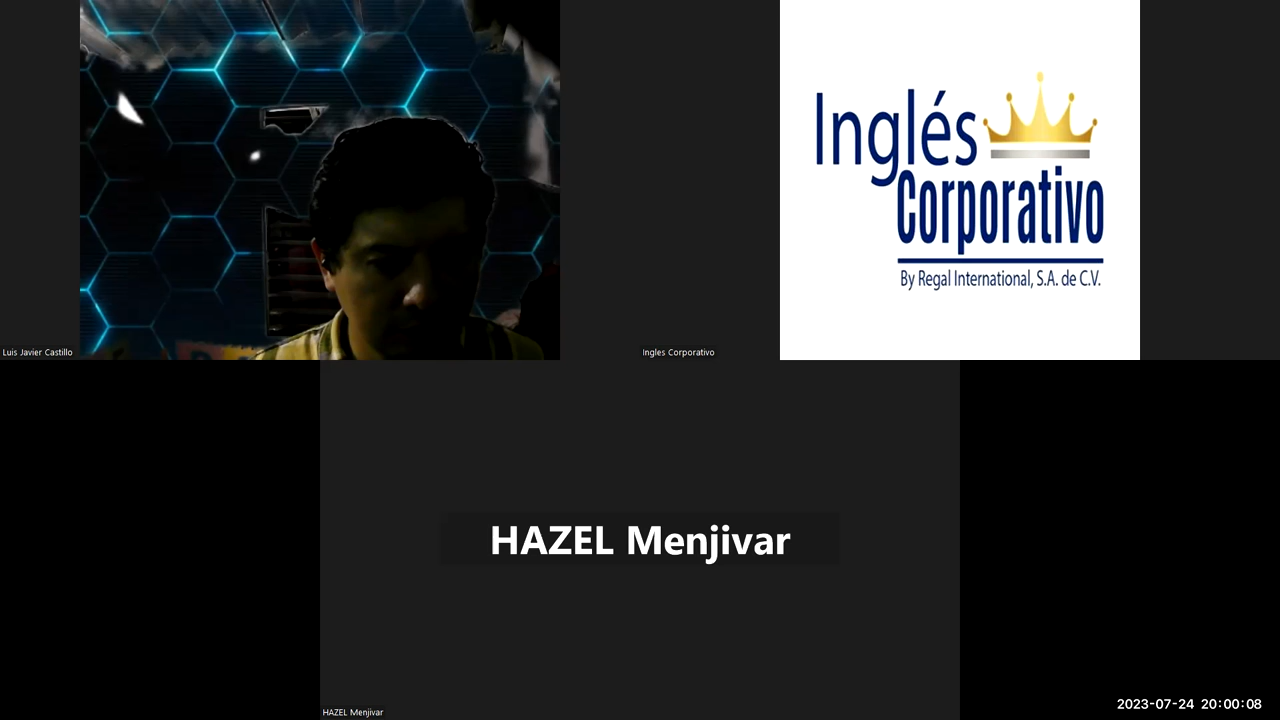 Inglés
Corporativo
By Regal International, S.A. de C.V.
Luis Javier Castillo
Ingles Corporativo
HAZEL Menjivar
HAZEL Menjivar
2023-07-24 20:00:08